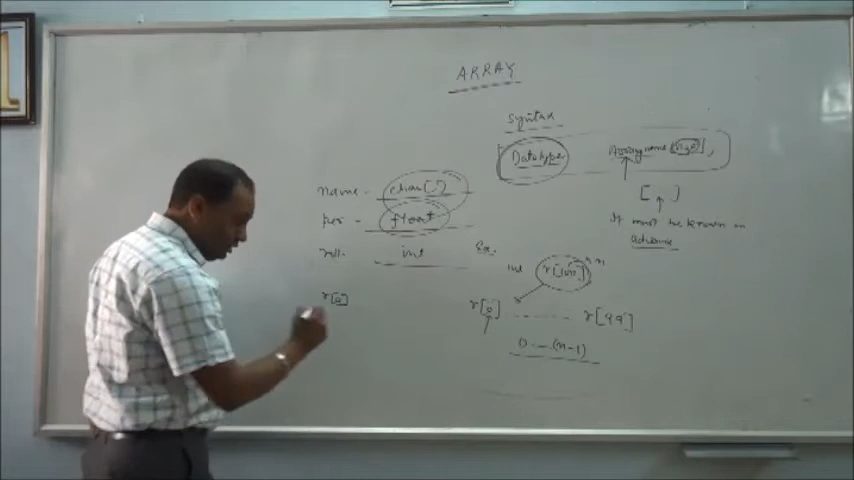 ARRAY
Syntax
Datatype Arrayname [size],
name - char[ ]
[ ]
per - float
It must be known in
advance
roll - int
Ex.
int r[100]
r[0]
r[0] ------ r[99]
0 - (n-1)